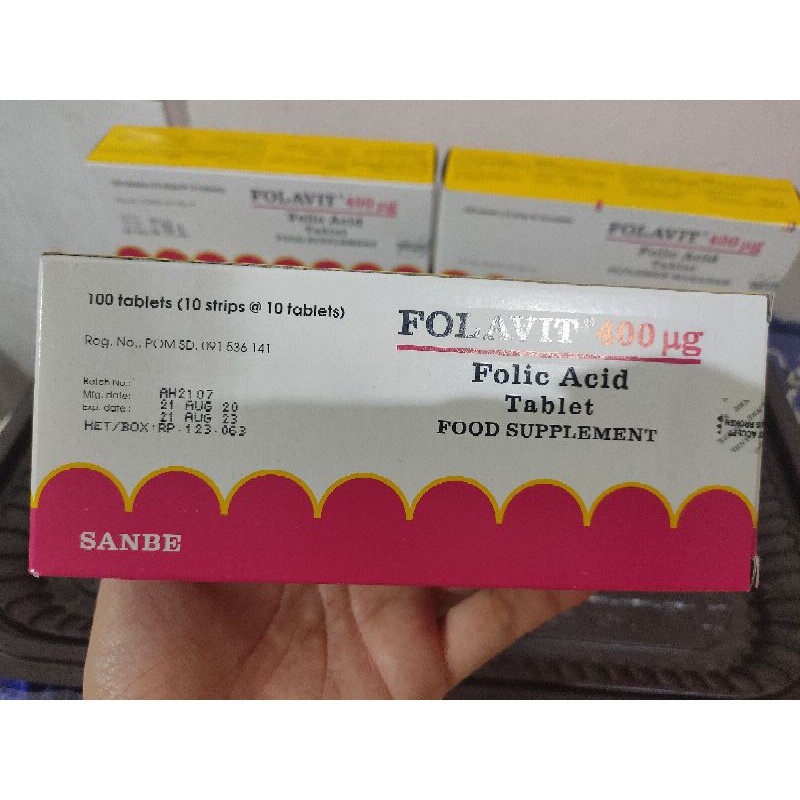 FOLAVIT® 400 µg
Folic Acid
Tablet
FOOD SUPPLEMENT
FOLAVIT® 400 µg
Folic Acid
Tablet
100 tablets (10 strips @ 10 tablets)
Reg. No.: POM SD. 091 536 141
Batch No.: AH2107
Mfg. date: 21 AUG 20
Exp. date: 21 AUG 23
HET/BOX:RP.123.063
FOLAVIT® 400 µg
Folic Acid
Tablet
FOOD SUPPLEMENT
SANBE